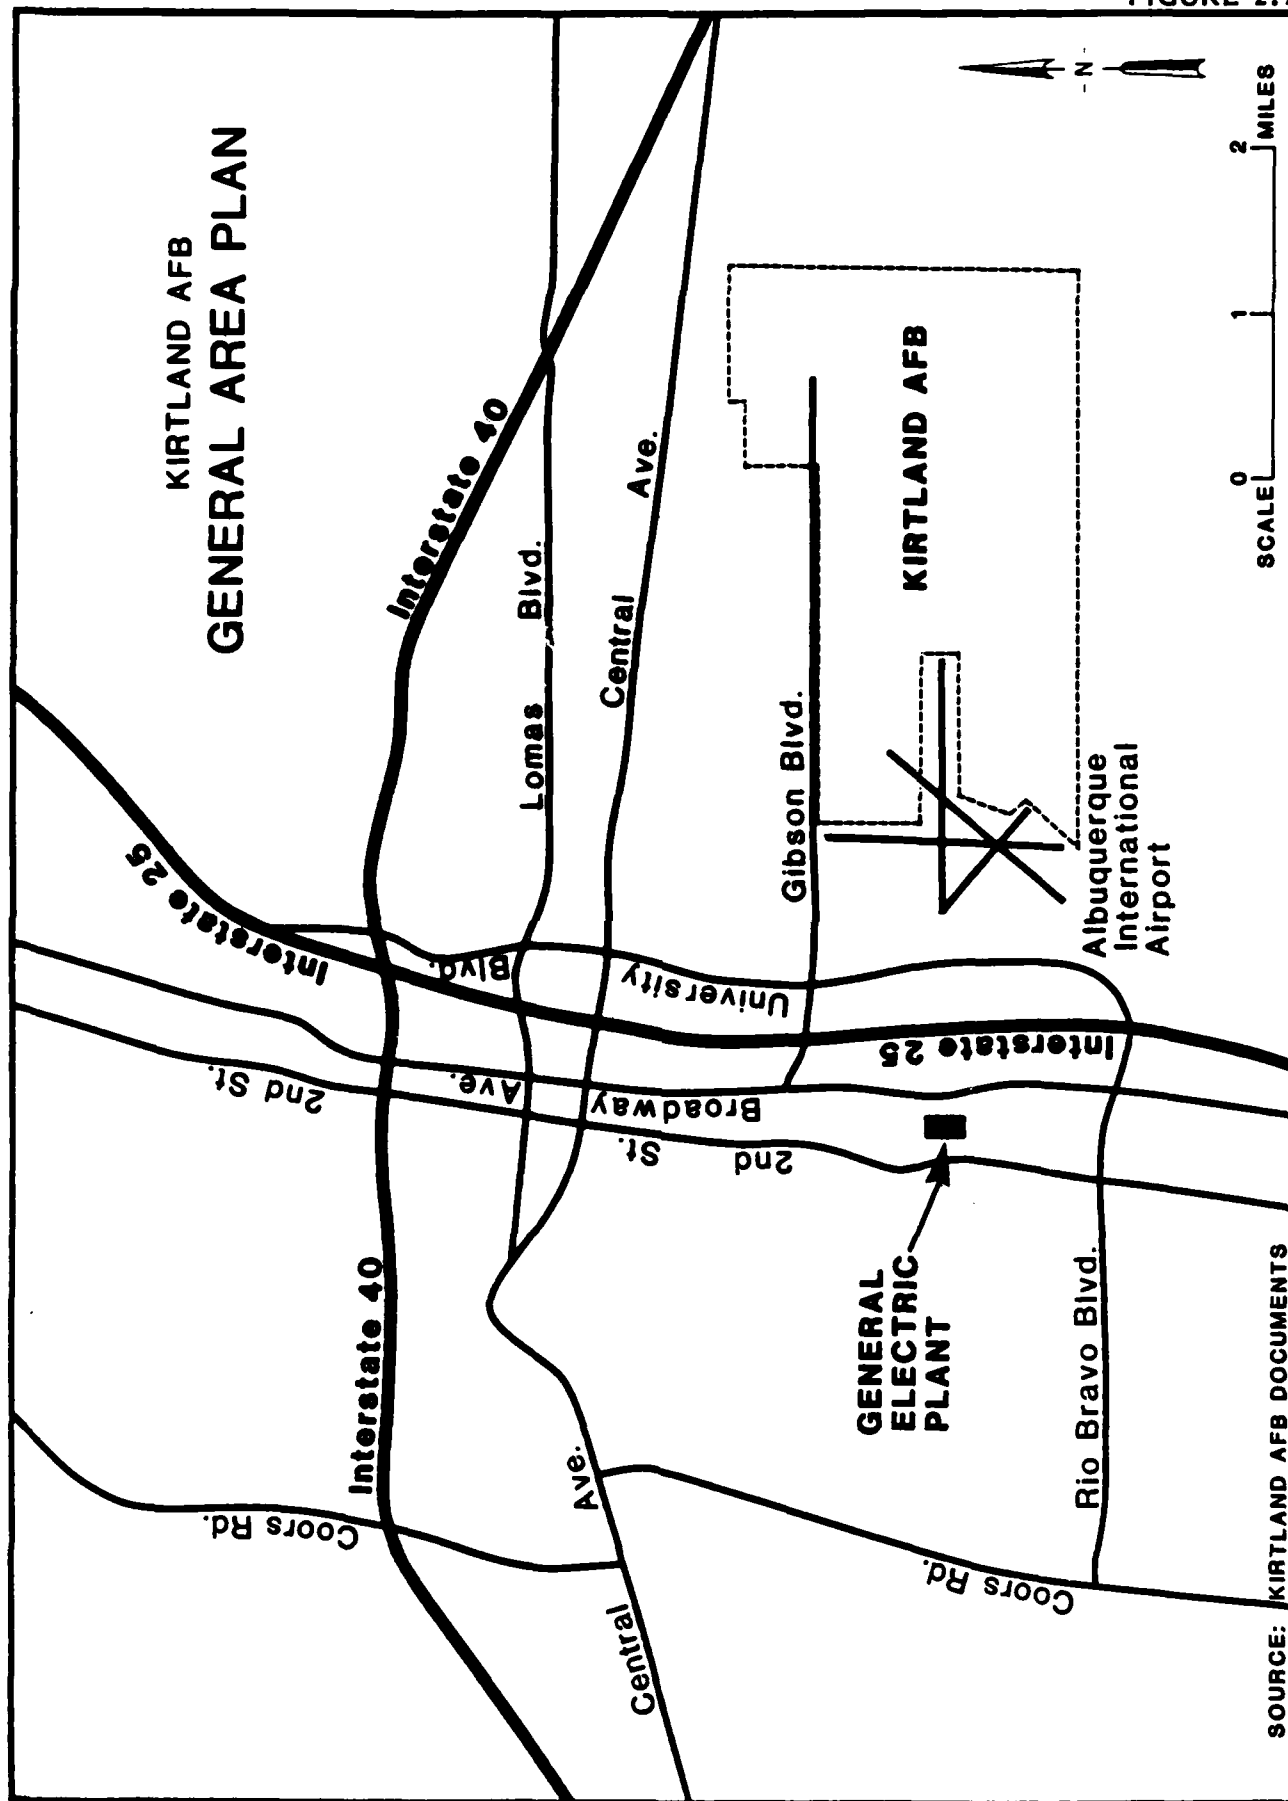 KIRTLAND AFB
GENERAL AREA PLAN
Interstate 25
2nd St.
Interstate 40
Coors Rd.
Interstate 40
Lomas Blvd.
Blvd.
Ave.
Central Ave.
University
Broadway
St.
2nd
Ave.
Central
Gibson Blvd.
KIRTLAND AFB
Interstate 25
GENERAL
ELECTRIC
PLANT
Coors Rd.
Rio Bravo Blvd.
Albuquerque
International
Airport
- N -
SCALE 0 1 2 MILES
SOURCE: KIRTLAND AFB DOCUMENTS